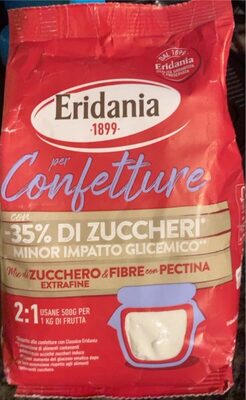 DAL 1899
Eridania
Eridania
-1899-
per
Confetture
con
-35% DI ZUCCHERI*
MINOR IMPATTO GLICEMICO**
Mix di ZUCCHERO & FIBRE con PECTINA
EXTRAFINE
2:1 USANE 500G PER
1 KG DI FRUTTA